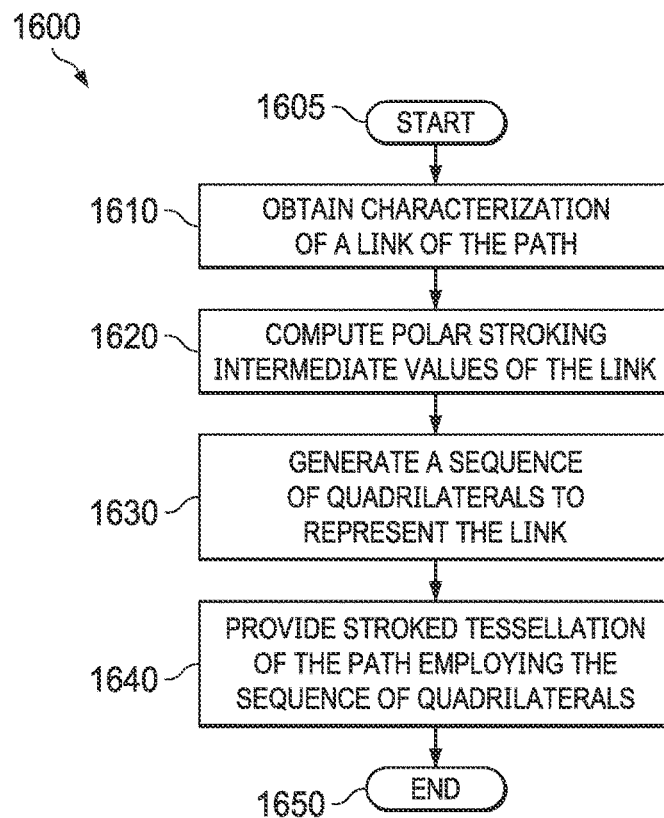 1600
1605
START
1610
OBTAIN CHARACTERIZATION
OF A LINK OF THE PATH
1620
COMPUTE POLAR STROKING
INTERMEDIATE VALUES OF THE LINK
1630
GENERATE A SEQUENCE
OF QUADRILATERALS TO
REPRESENT THE LINK
1640
PROVIDE STROKED TESSELLATION
OF THE PATH EMPLOYING THE
SEQUENCE OF QUADRILATERALS
1650
END